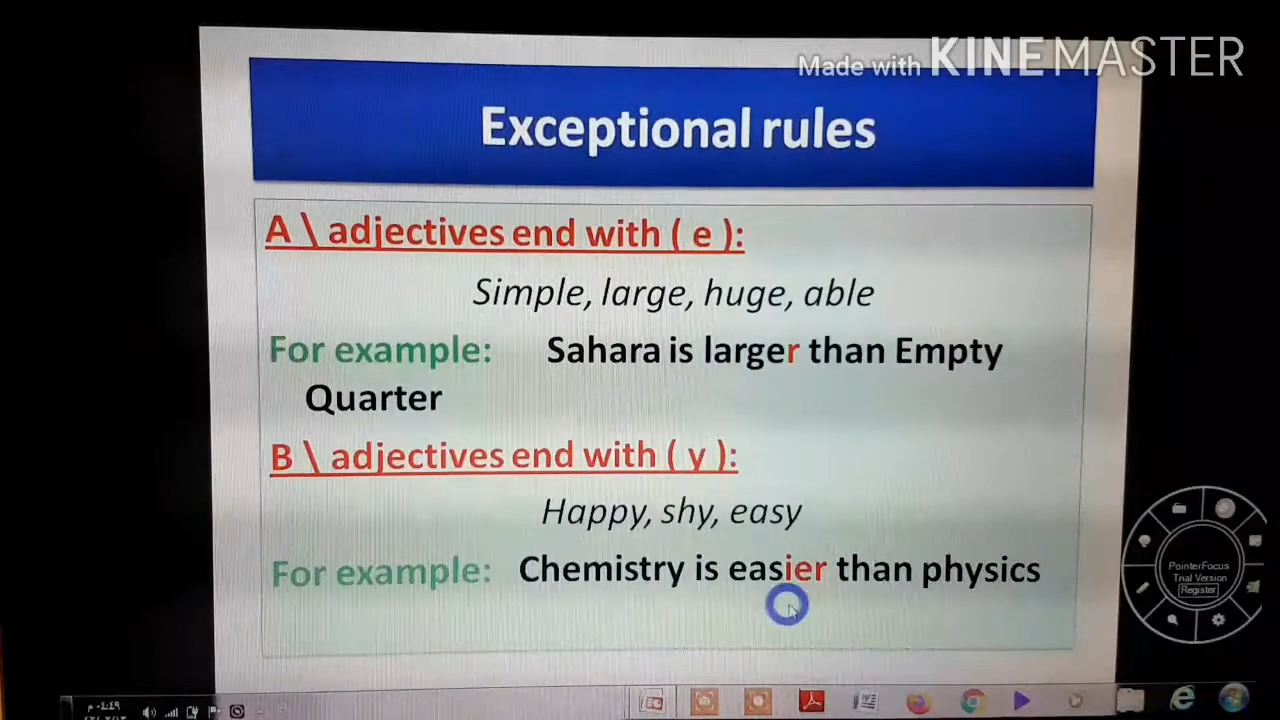 Made with KINEMASTER
Exceptional rules
A \ adjectives end with ( e ):
Simple, large, huge, able
For example: Sahara is larger than Empty
Quarter
B \ adjectives end with ( y ):
Happy, shy, easy
For example: Chemistry is easier than physics
PointerFocus
Trial Version
Register